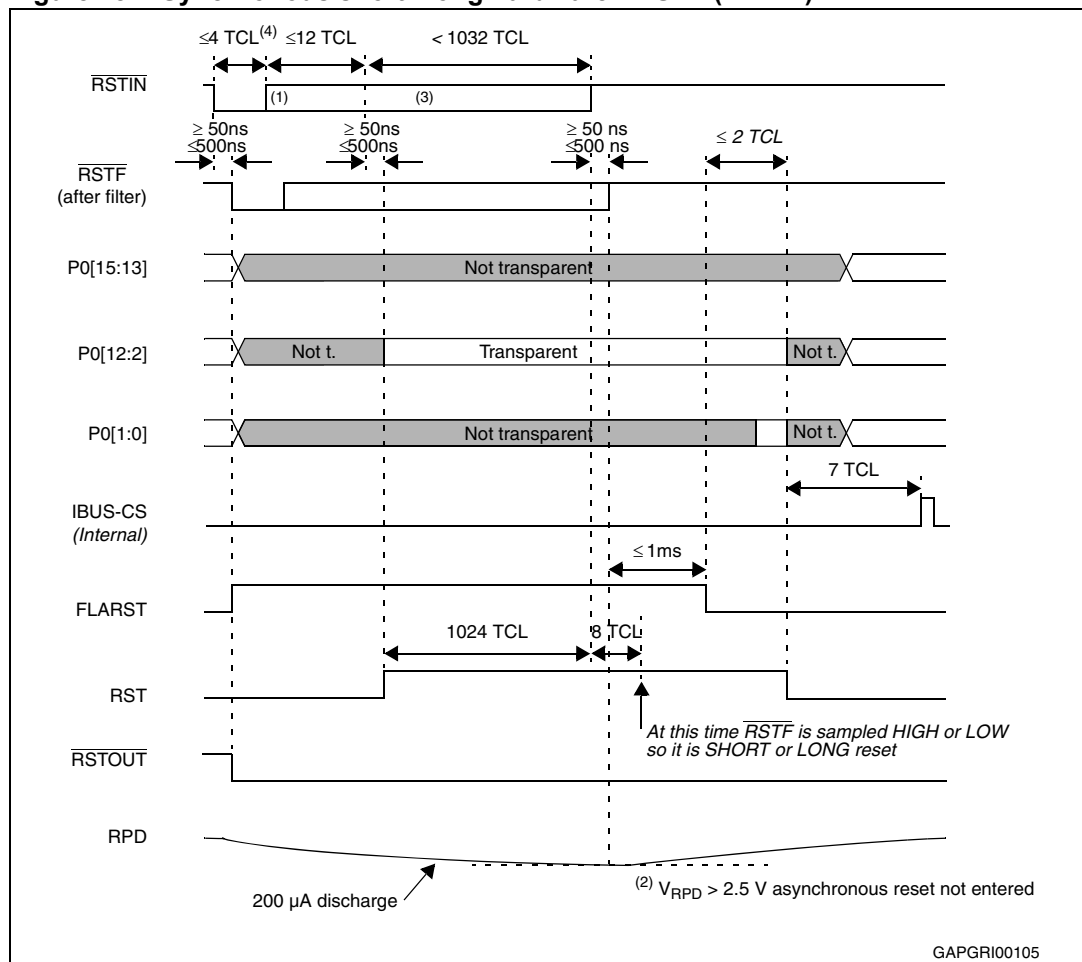 ≤4 TCL(4) ≤12 TCL < 1032 TCL
RSTIN
(1) (3)
≥ 50ns ≥ 50ns ≥ 50 ns
≤500ns ≤500ns ≤500 ns ≤ 2 TCL
RSTF
(after filter)
P0[15:13] Not transparent
P0[12:2] Not t. Transparent Not t.
P0[1:0] Not transparent Not t.
7 TCL
IBUS-CS
(Internal)
≤ 1ms
FLARST
1024 TCL 8 TCL
RST
At this time RSTF is sampled HIGH or LOW
so it is SHORT or LONG reset
RSTOUT
RPD
200 µA discharge
(2) VRPD > 2.5 V asynchronous reset not entered
GAPGRI00105